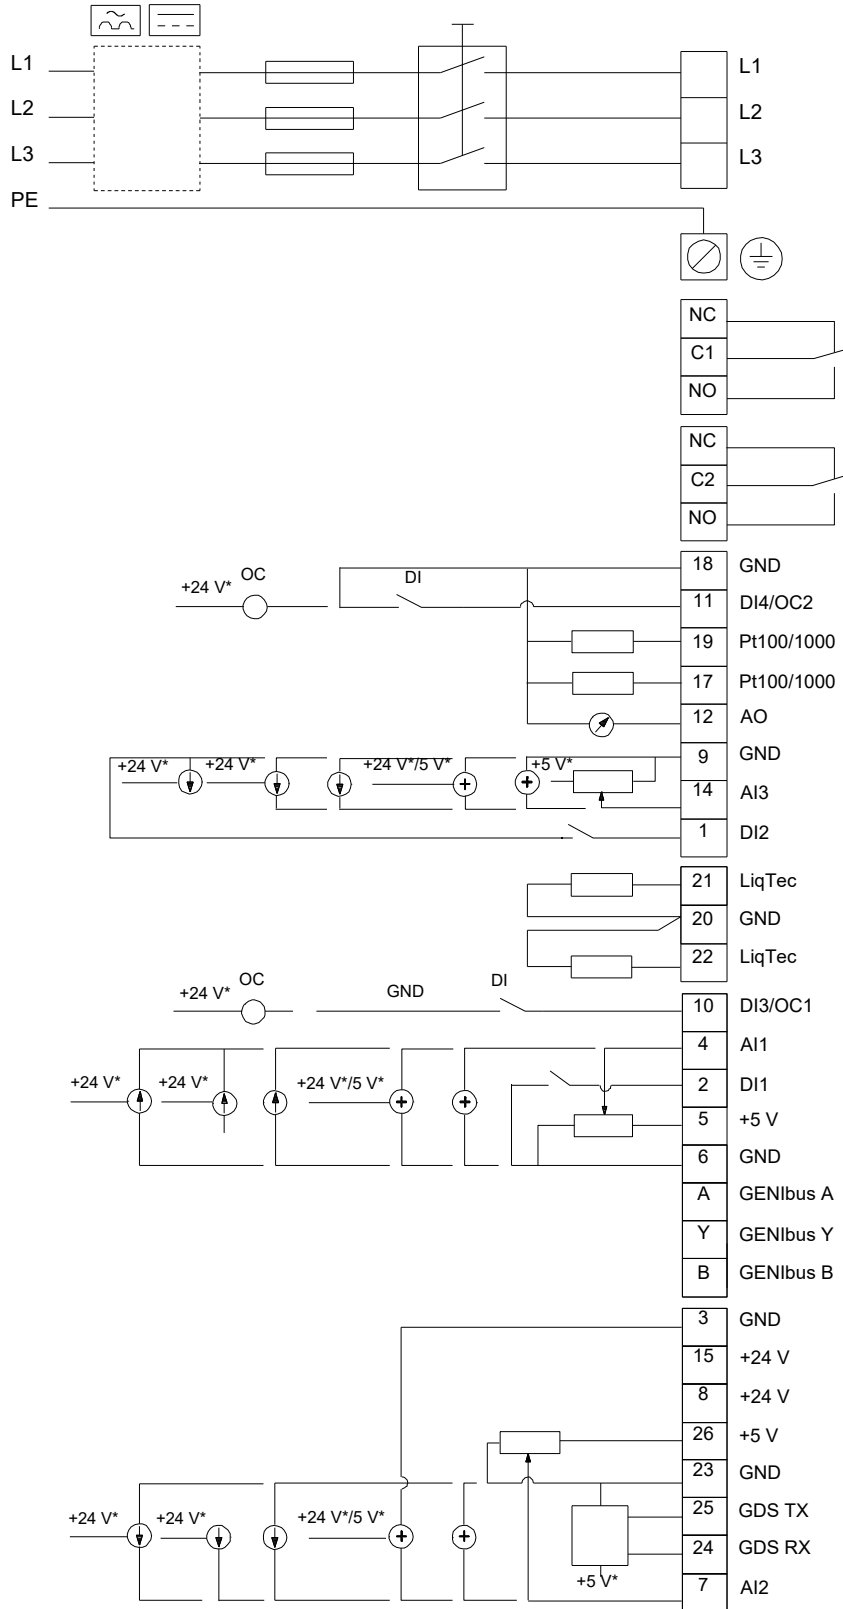 L1 L1
L2 L2
L3 L3
PE
NC
C1
NO
NC
C2
NO
18 GND
OC DI
+24 V* 11 DI4/OC2
19 Pt100/1000
17 Pt100/1000
12 AO
9 GND
+24 V* +24 V* +24 V*/5 V* +5 V*
14 AI3
1 DI2
21 LiqTec
20 GND
22 LiqTec
OC DI
+24 V* GND 10 DI3/OC1
4 AI1
+24 V* +24 V* +24 V*/5 V* 2 DI1
5 +5 V
6 GND
A GENIbus A
Y GENIbus Y
B GENIbus B
3 GND
15 +24 V
8 +24 V
26 +5 V
23 GND
+24 V* +24 V* +24 V*/5 V* 25 GDS TX
24 GDS RX
+5 V* 7 AI2